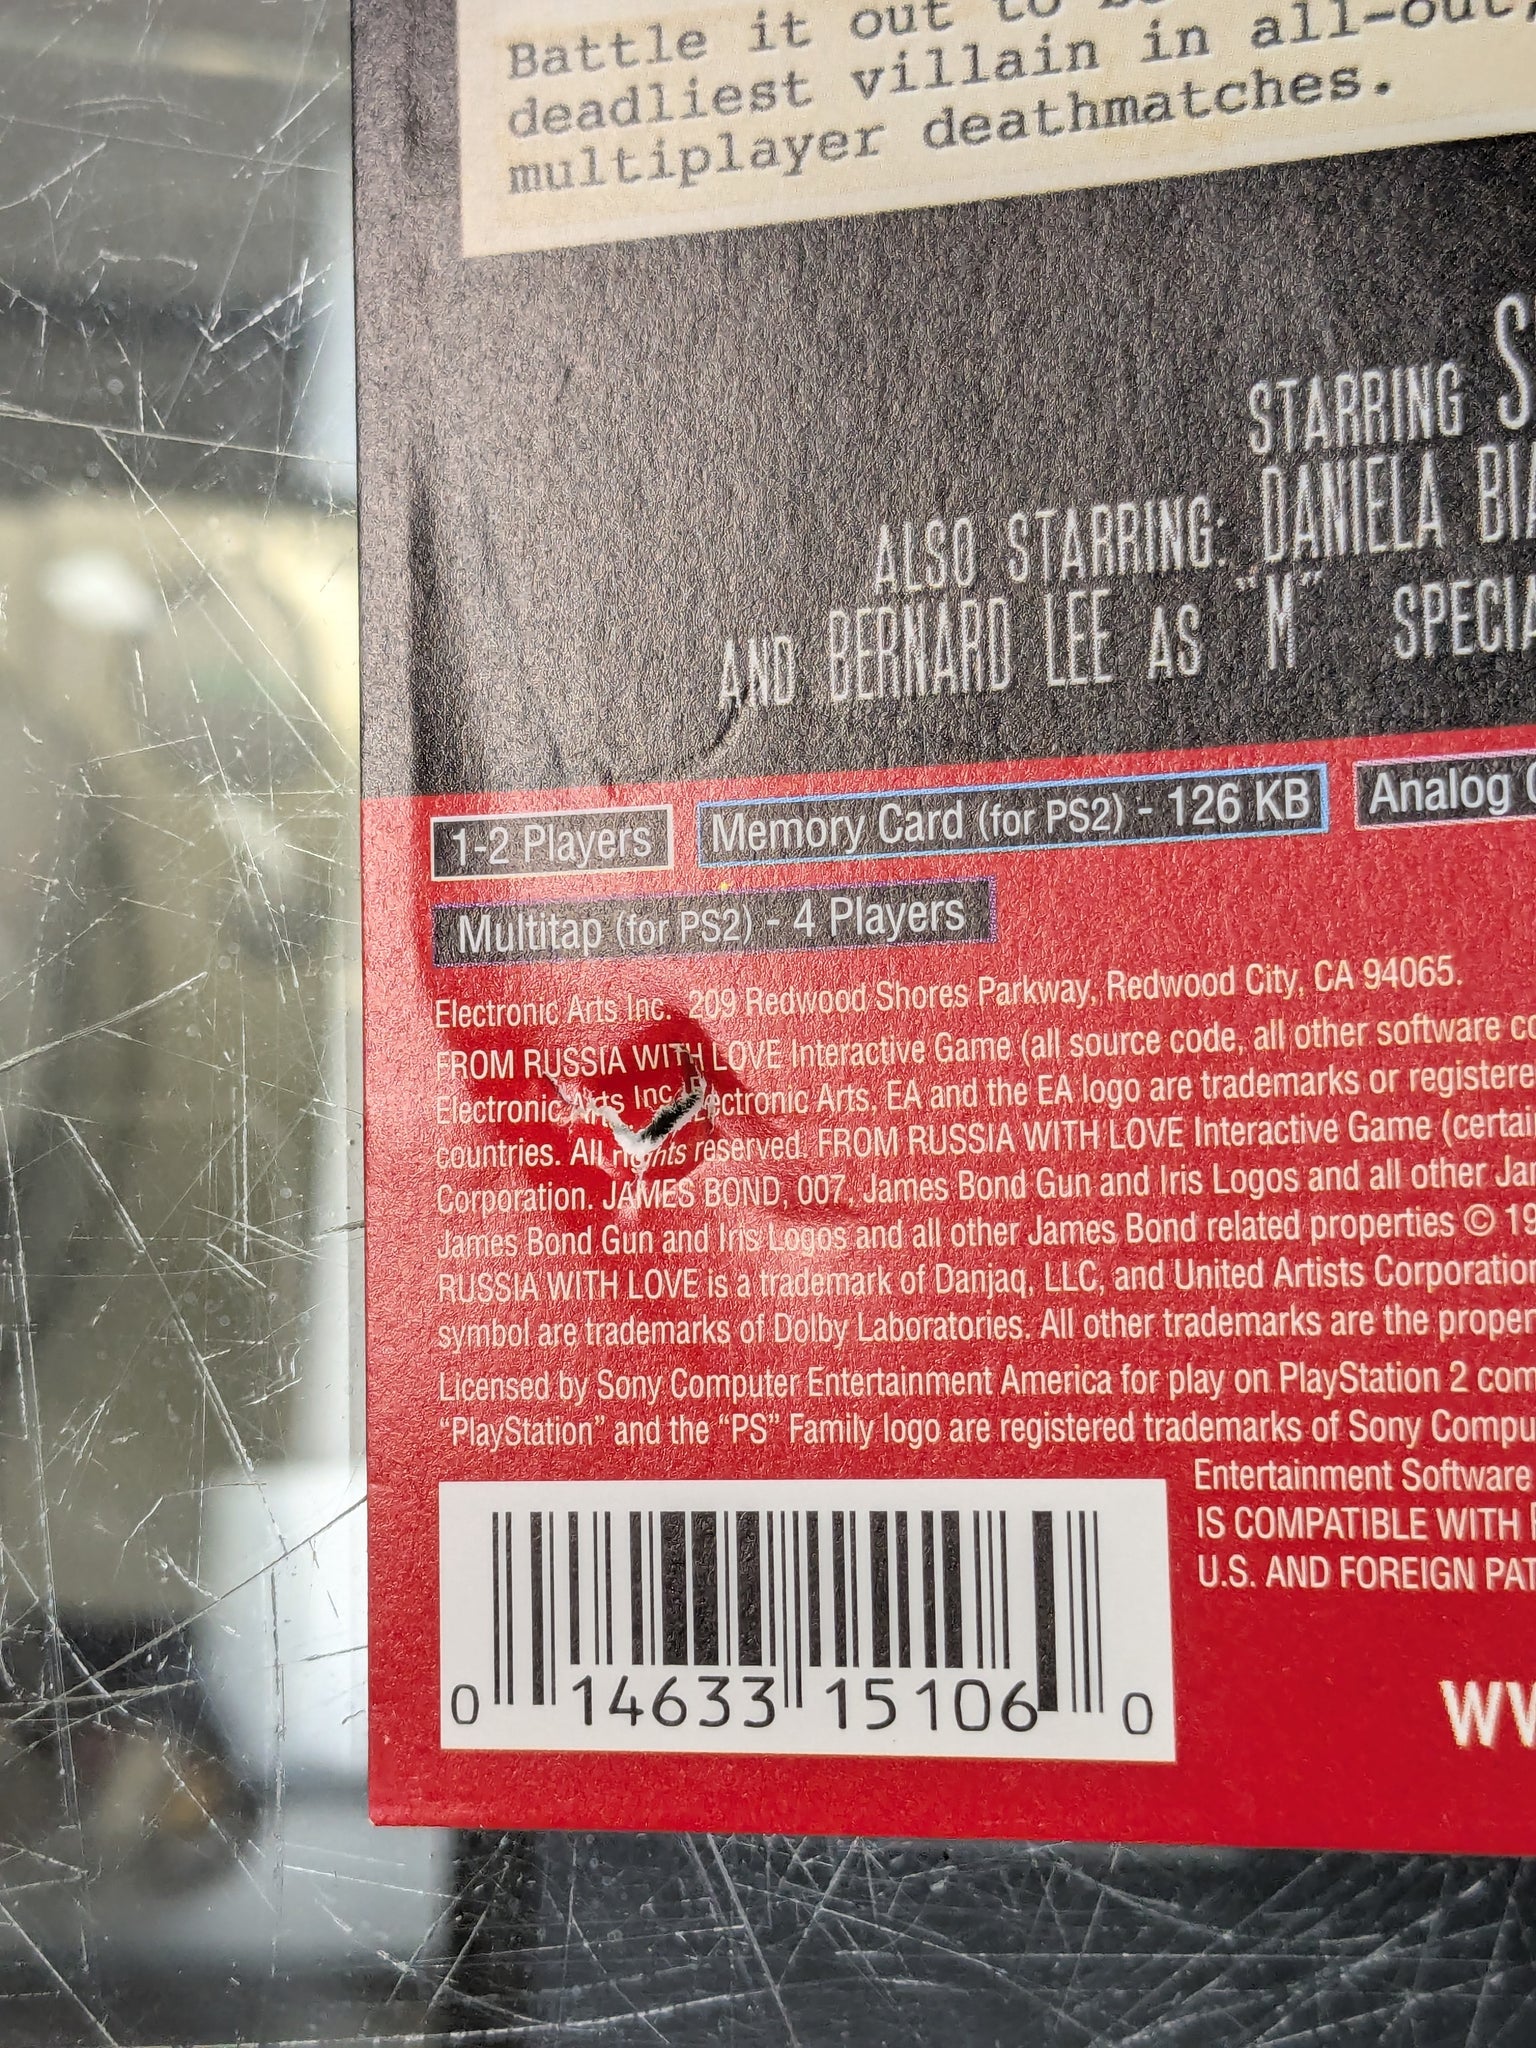 Battle it out to
deadliest villain in all-out,
multiplayer deathmatches.
STARRING S
ALSO STARRING: DANIELA BIA
AND BERNARD LEE AS "M" SPECIA
1-2 Players
Memory Card (for PS2) - 126 KB
Analog
Multitap (for PS2) - 4 Players
Electronic Arts Inc. 209 Redwood Shores Parkway, Redwood City, CA 94065.
FROM RUSSIA WITH LOVE Interactive Game (all source code, all other software co
Electronic Arts Inc. Electronic Arts, EA and the EA logo are trademarks or registere
countries. All rights reserved. FROM RUSSIA WITH LOVE Interactive Game (certai
Corporation. JAMES BOND, 007, James Bond Gun and Iris Logos and all other Jam
James Bond Gun and Iris Logos and all other James Bond related properties © 19
RUSSIA WITH LOVE is a trademark of Danjaq, LLC, and United Artists Corporation
symbol are trademarks of Dolby Laboratories. All other trademarks are the proper
Licensed by Sony Computer Entertainment America for play on PlayStation 2 com
"PlayStation" and the "PS" Family logo are registered trademarks of Sony Compu
Entertainment Software
IS COMPATIBLE WITH
U.S. AND FOREIGN PAT
0 14633 15106 0
WW